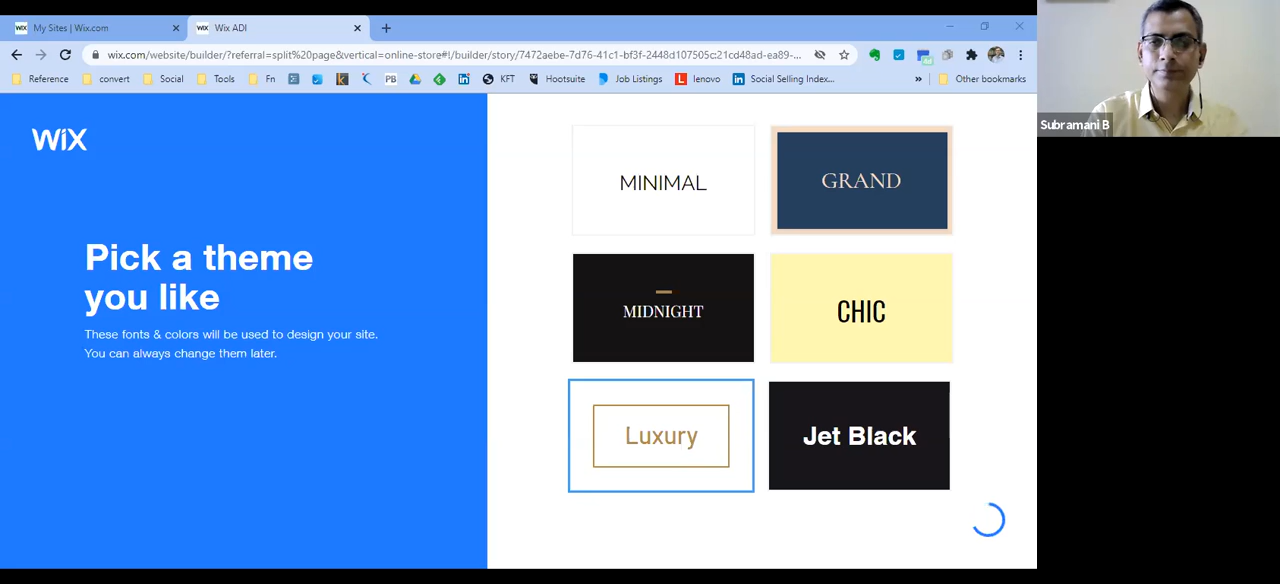 WiX My Sites | Wix.com
WiX Wix ADI
wix.com/website/builder/?referral=split%20page&vertical=online-store#!/builder/story/7472aebe-7d76-41c1-bf3f-2448d107505c21cd48ad-ea89-...
Reference convert Social Tools Fn PB KFT Hootsuite Job Listings L lenovo Social Selling Index... » Other bookmarks
Subramani B
WiX
Pick a theme
you like
These fonts & colors will be used to design your site.
You can always change them later.
MINIMAL
GRAND
MIDNIGHT
CHIC
Luxury
Jet Black